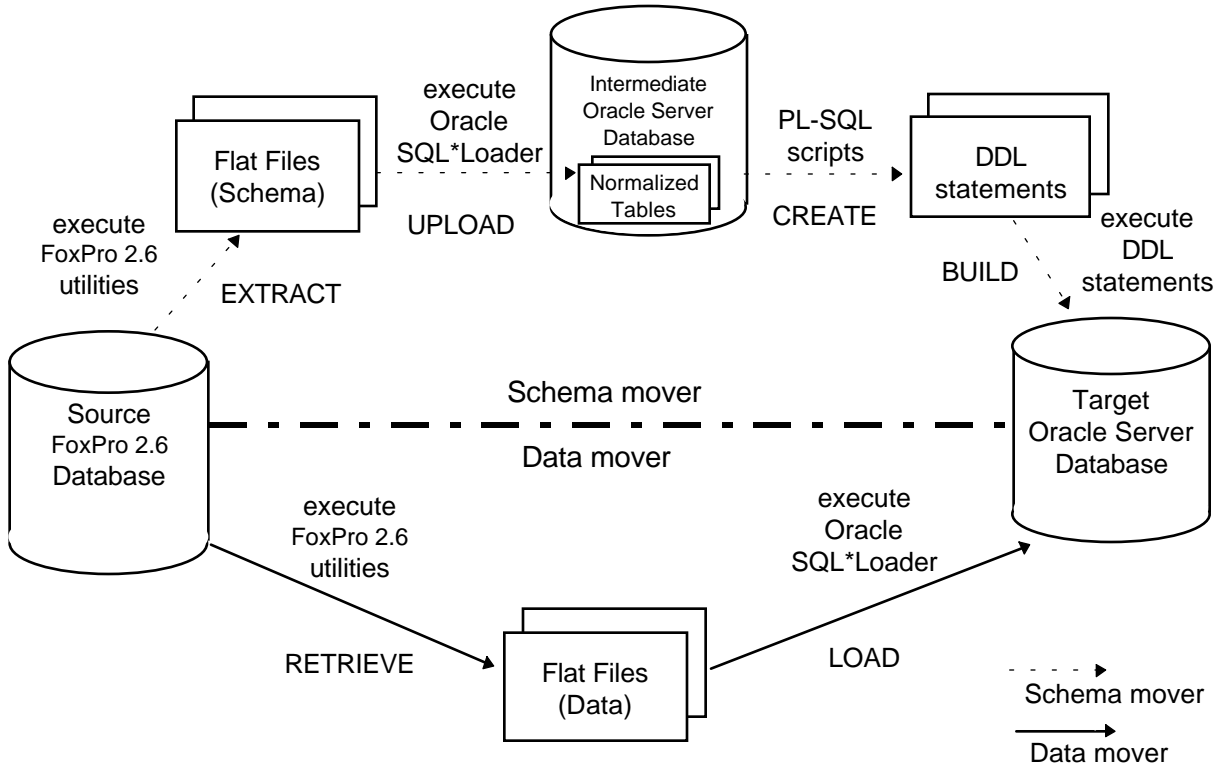 Intermediate
Oracle Server
Database
Normalized
Tables
execute
Oracle
SQL*Loader
UPLOAD
PL-SQL
scripts
CREATE
Flat Files
(Schema)
DDL
statements
execute
FoxPro 2.6
utilities
EXTRACT
BUILD
execute
DDL
statements
Source
FoxPro 2.6
Database
Schema mover
Data mover
Target
Oracle Server
Database
execute
FoxPro 2.6
utilities
RETRIEVE
execute
Oracle
SQL*Loader
LOAD
Flat Files
(Data)
Schema mover
Data mover